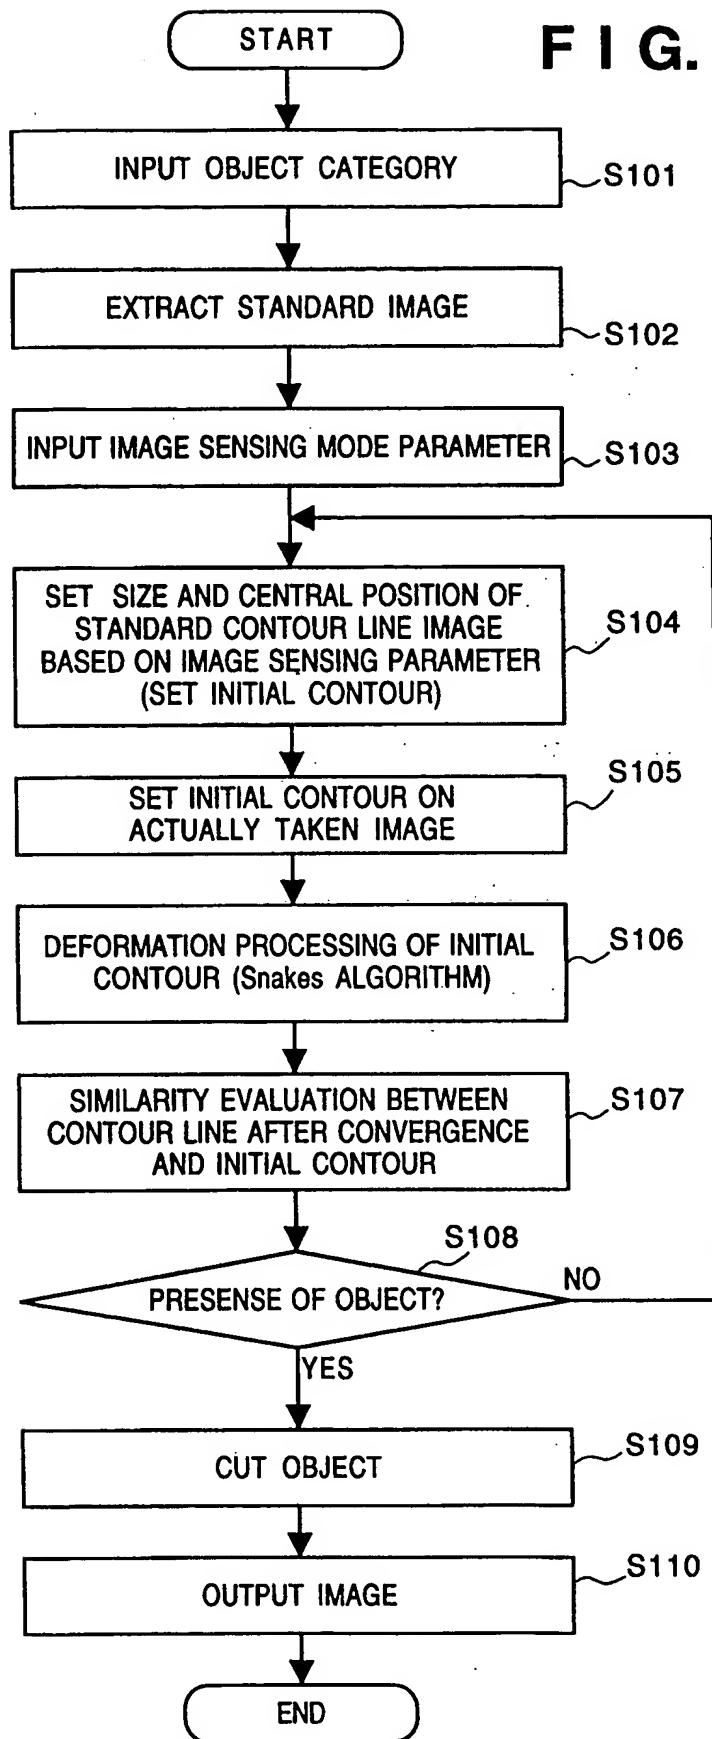 START
FIG.
INPUT OBJECT CATEGORY
S101
EXTRACT STANDARD IMAGE
S102
INPUT IMAGE SENSING MODE PARAMETER
S103
SET SIZE AND CENTRAL POSITION OF
STANDARD CONTOUR LINE IMAGE
BASED ON IMAGE SENSING PARAMETER
(SET INITIAL CONTOUR)
S104
SET INITIAL CONTOUR ON
ACTUALLY TAKEN IMAGE
S105
DEFORMATION PROCESSING OF INITIAL
CONTOUR (Snakes ALGORITHM)
S106
SIMILARITY EVALUATION BETWEEN
CONTOUR LINE AFTER CONVERGENCE
AND INITIAL CONTOUR
S107
S108
PRESENSE OF OBJECT?
NO
YES
CUT OBJECT
S109
OUTPUT IMAGE
S110
END